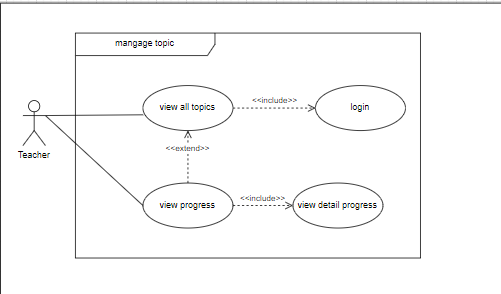 mangage topic
view all topics
<<include>>
login
Teacher
<<extend>>
view progress
<<include>>
view detail progress